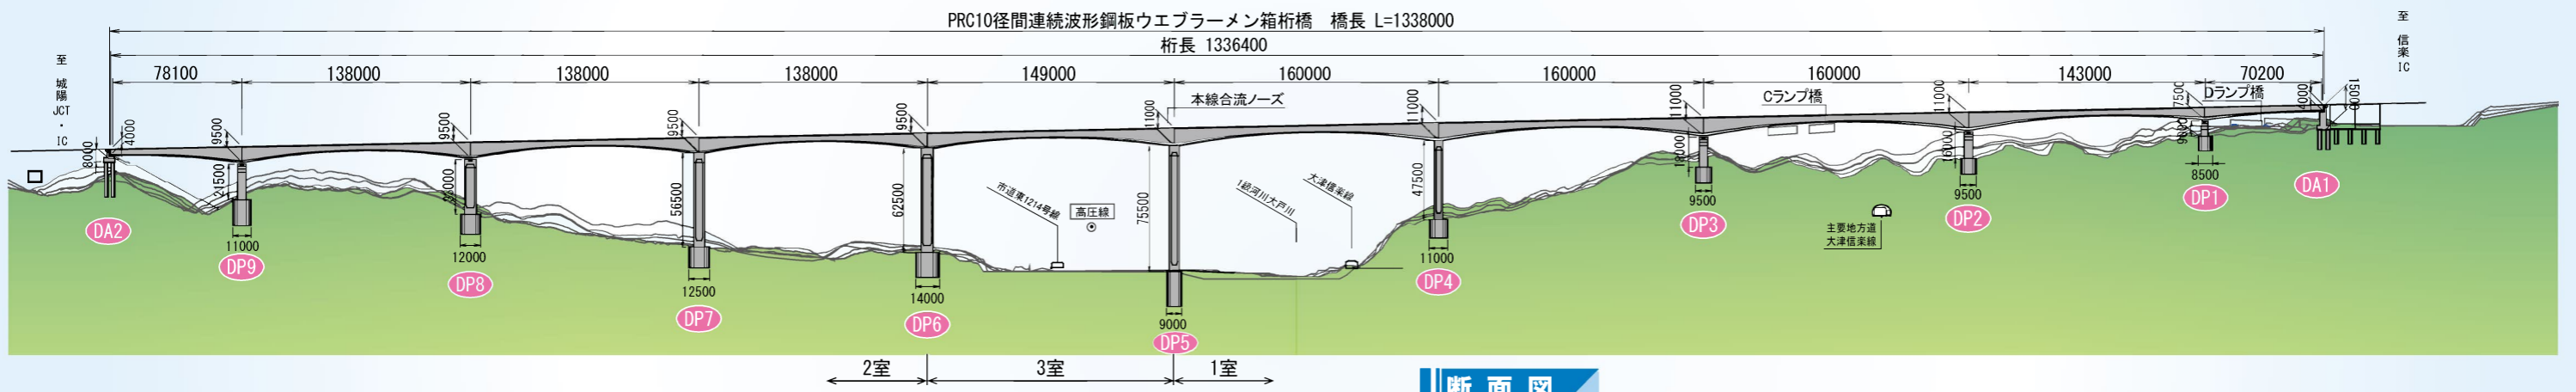 PRC10径間連続波形鋼板ウエブラーメン箱桁橋 橋長 L=1338000
桁長 1336400
78100 138000 138000 138000 149000 160000 160000 160000 143000 70200
至 城陽JCT・IC
至 信楽IC
本線合流ノーズ
Cランプ橋
Dランプ橋
4000 9500 9500 9500 9500 11000 11000 11000 11000 7500 4000 15000
8000 21500 56500 62500 75500 47500 18000 16000
市道東1214号線
高圧線
1級河川大戸川
大津信楽線
主要地方道
大津信楽線
11000 12000 12500 14000 9000 11000 9500 9500 8500
DA2 DP9 DP8 DP7 DP6 DP5 DP4 DP3 DP2 DP1 DA1
2室 3室 1室
断面図